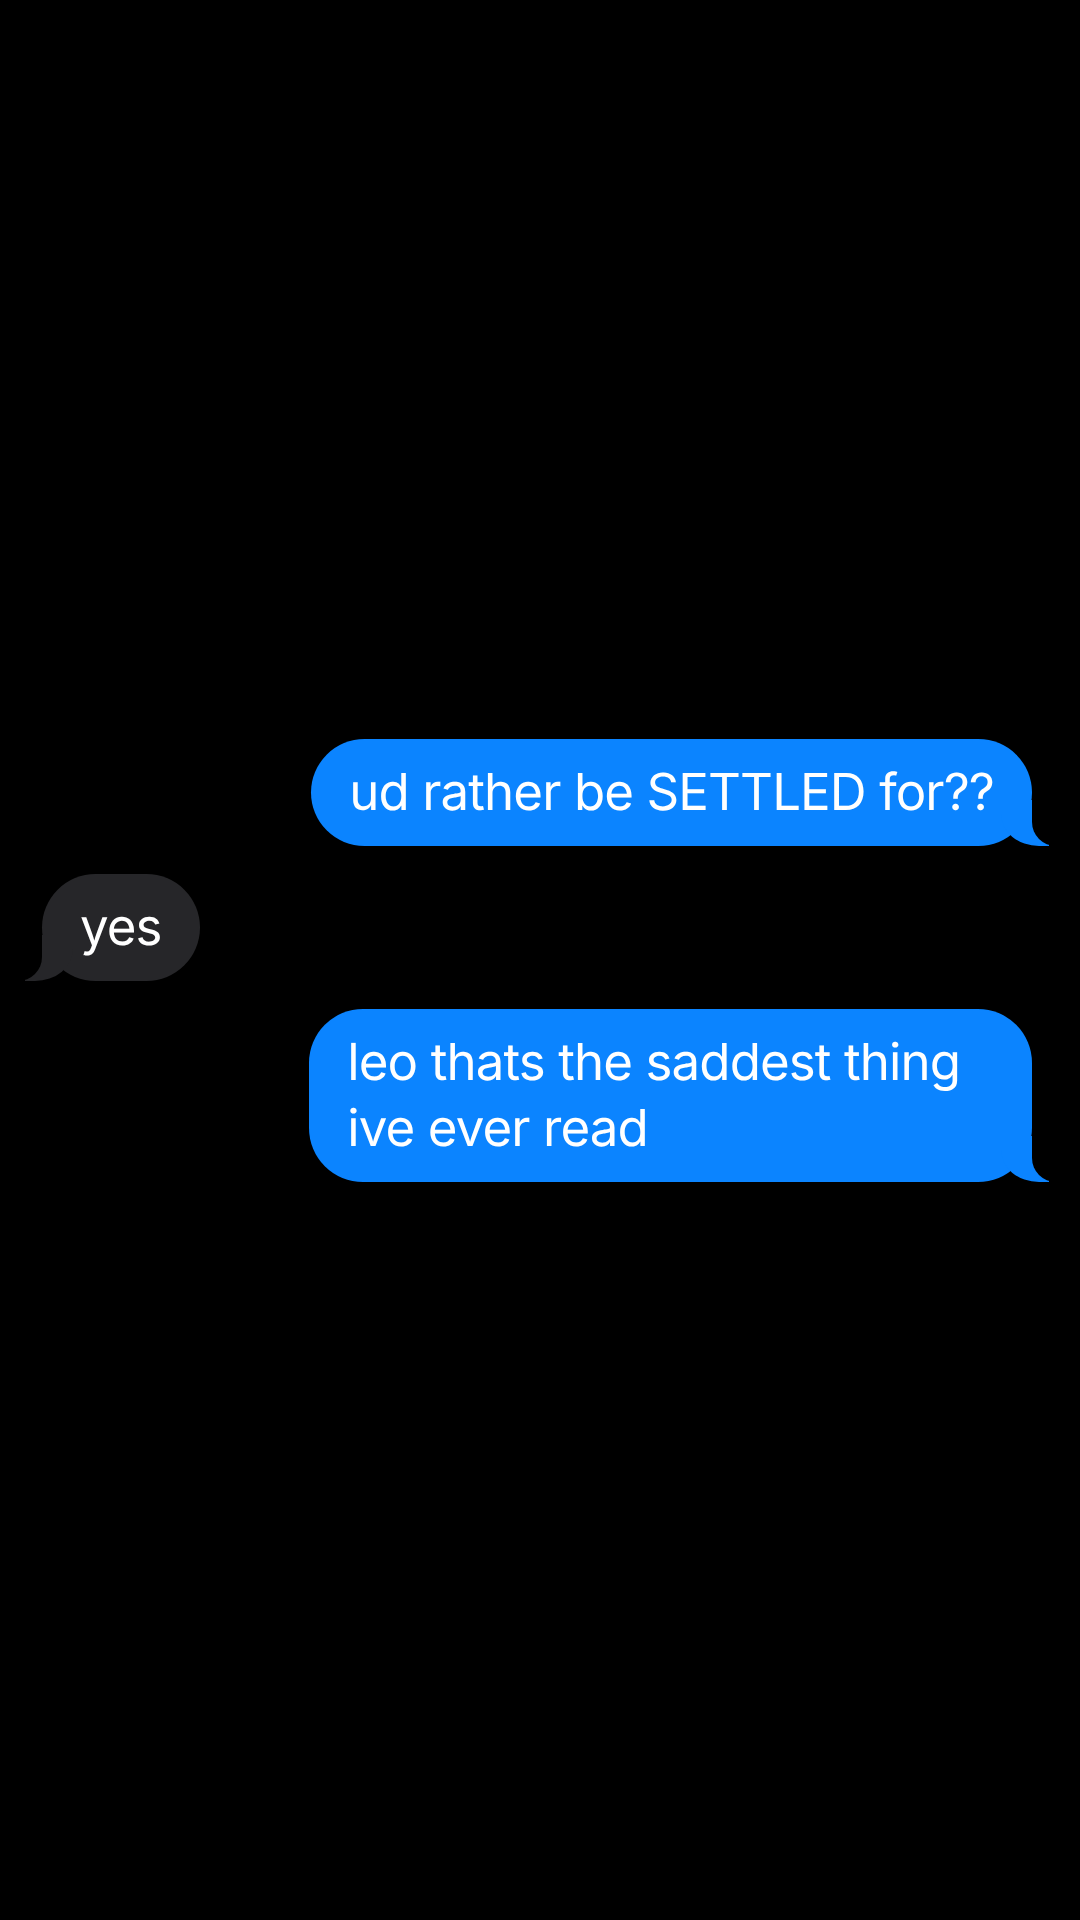 ud rather be SETTLED for??
yes
leo thats the saddest thing
ive ever read